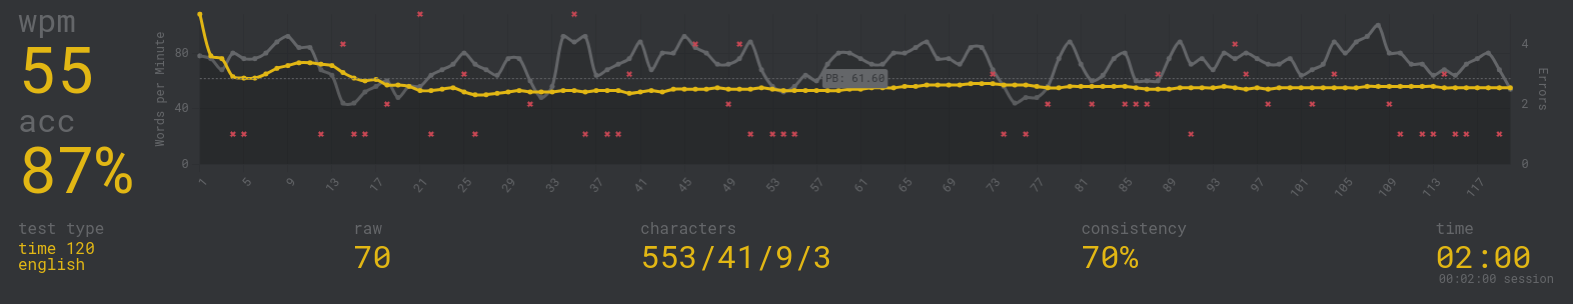 wpm
55
acc
87%
Words per Minute
80
40
0
PB: 61.60
4
2
0
Errors
1 5 9 13 17 21 25 29 33 37 41 45 49 53 57 61 65 69 73 77 81 85 89 93 97 101 105 109 113 117
test type
time 120
english
raw
70
characters
553/41/9/3
consistency
70%
time
02:00
00:02:00 session